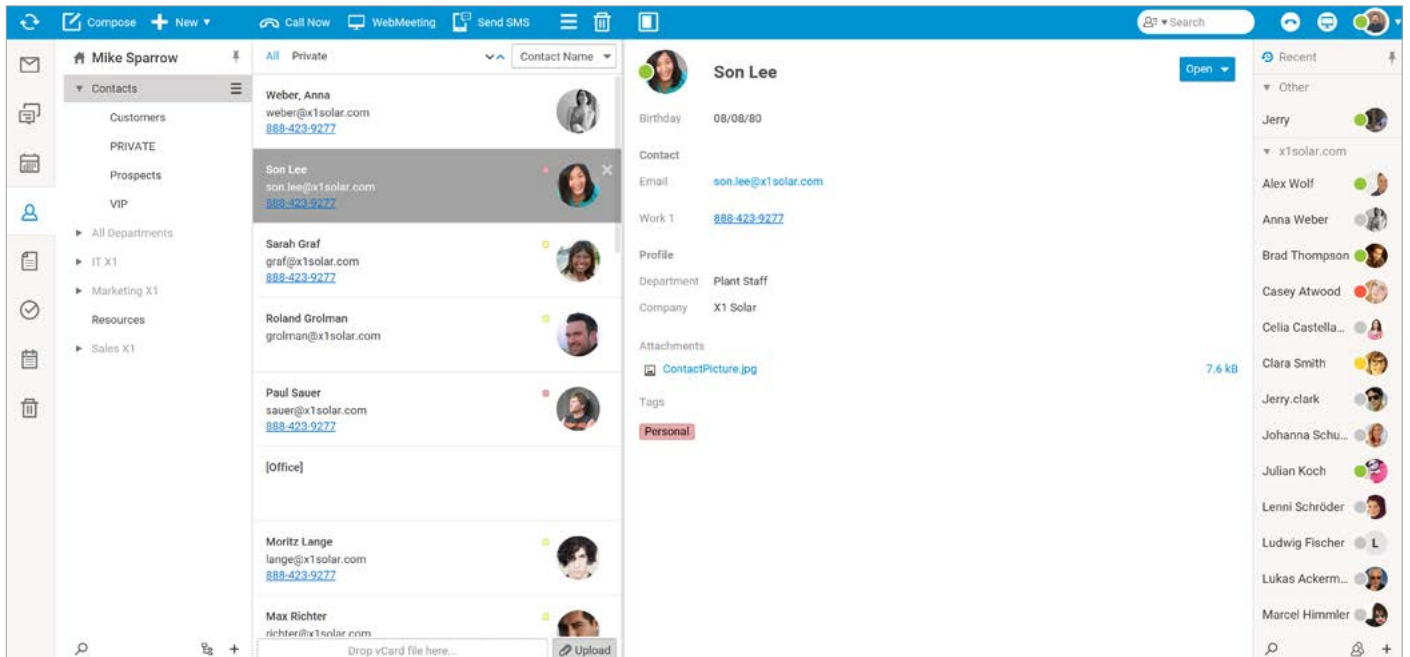 Compose
New
Call Now
WebMeeting
Send SMS
Search
Mike Sparrow
Contacts
Customers
PRIVATE
Prospects
VIP
All Departments
IT X1
Marketing X1
Resources
Sales X1
All Private
Contact Name
Weber, Anna
weber@x1solar.com
888-423-9277
Son Lee
son.lee@x1solar.com
888-423-9277
Sarah Graf
graf@x1solar.com
888-423-9277
Roland Grolman
grolman@x1solar.com
Paul Sauer
sauer@x1solar.com
888-423-9277
[Office]
Moritz Lange
lange@x1solar.com
888-423-9277
Max Richter
richter@x1solar.com
Drop vCard file here...
Upload
Son Lee
Open
Birthday 08/08/80
Contact
Email son.lee@x1solar.com
Work 1 888-423-9277
Profile
Department Plant Staff
Company X1 Solar
Attachments
ContactPicture.jpg 7.6 kB
Tags
Personal
Recent
Other
Jerry
x1solar.com
Alex Wolf
Anna Weber
Brad Thompson
Casey Atwood
Celia Castella...
Clara Smith
Jerry.clark
Johanna Schu...
Julian Koch
Lenni Schröder
Ludwig Fischer L
Lukas Ackerm...
Marcel Himmler